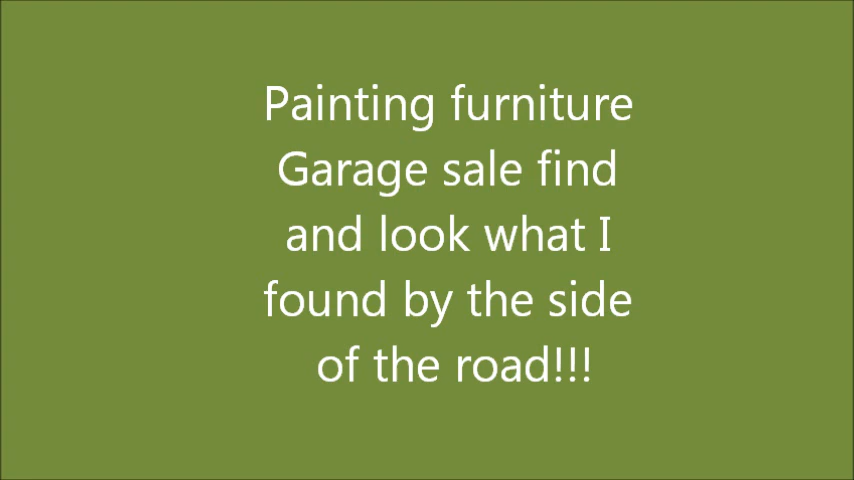 Painting furniture
Garage sale find
and look what I
found by the side
of the road!!!